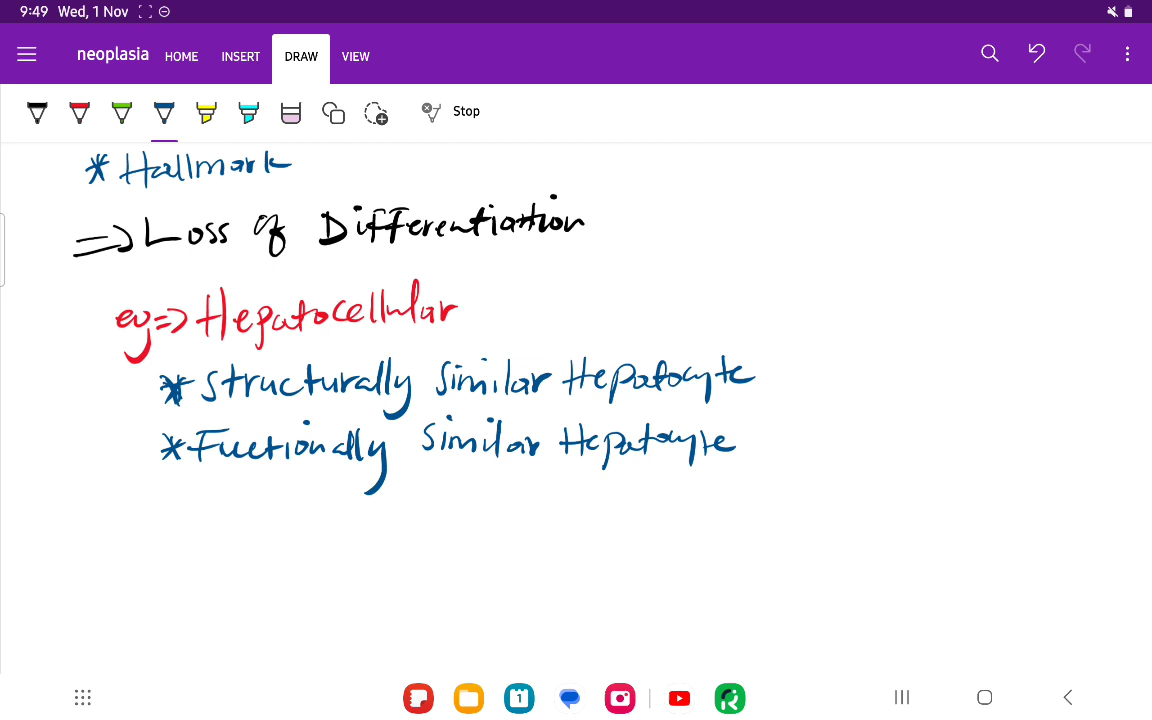 9:49 Wed, 1 Nov
neoplasia HOME INSERT DRAW VIEW
Stop
* Hallmark
⇒ Loss of Differentiation
eg ⇒ Hepatocellular
* Structurally similar Hepatocyte
* Fuctionally similar Hepatocyte
1